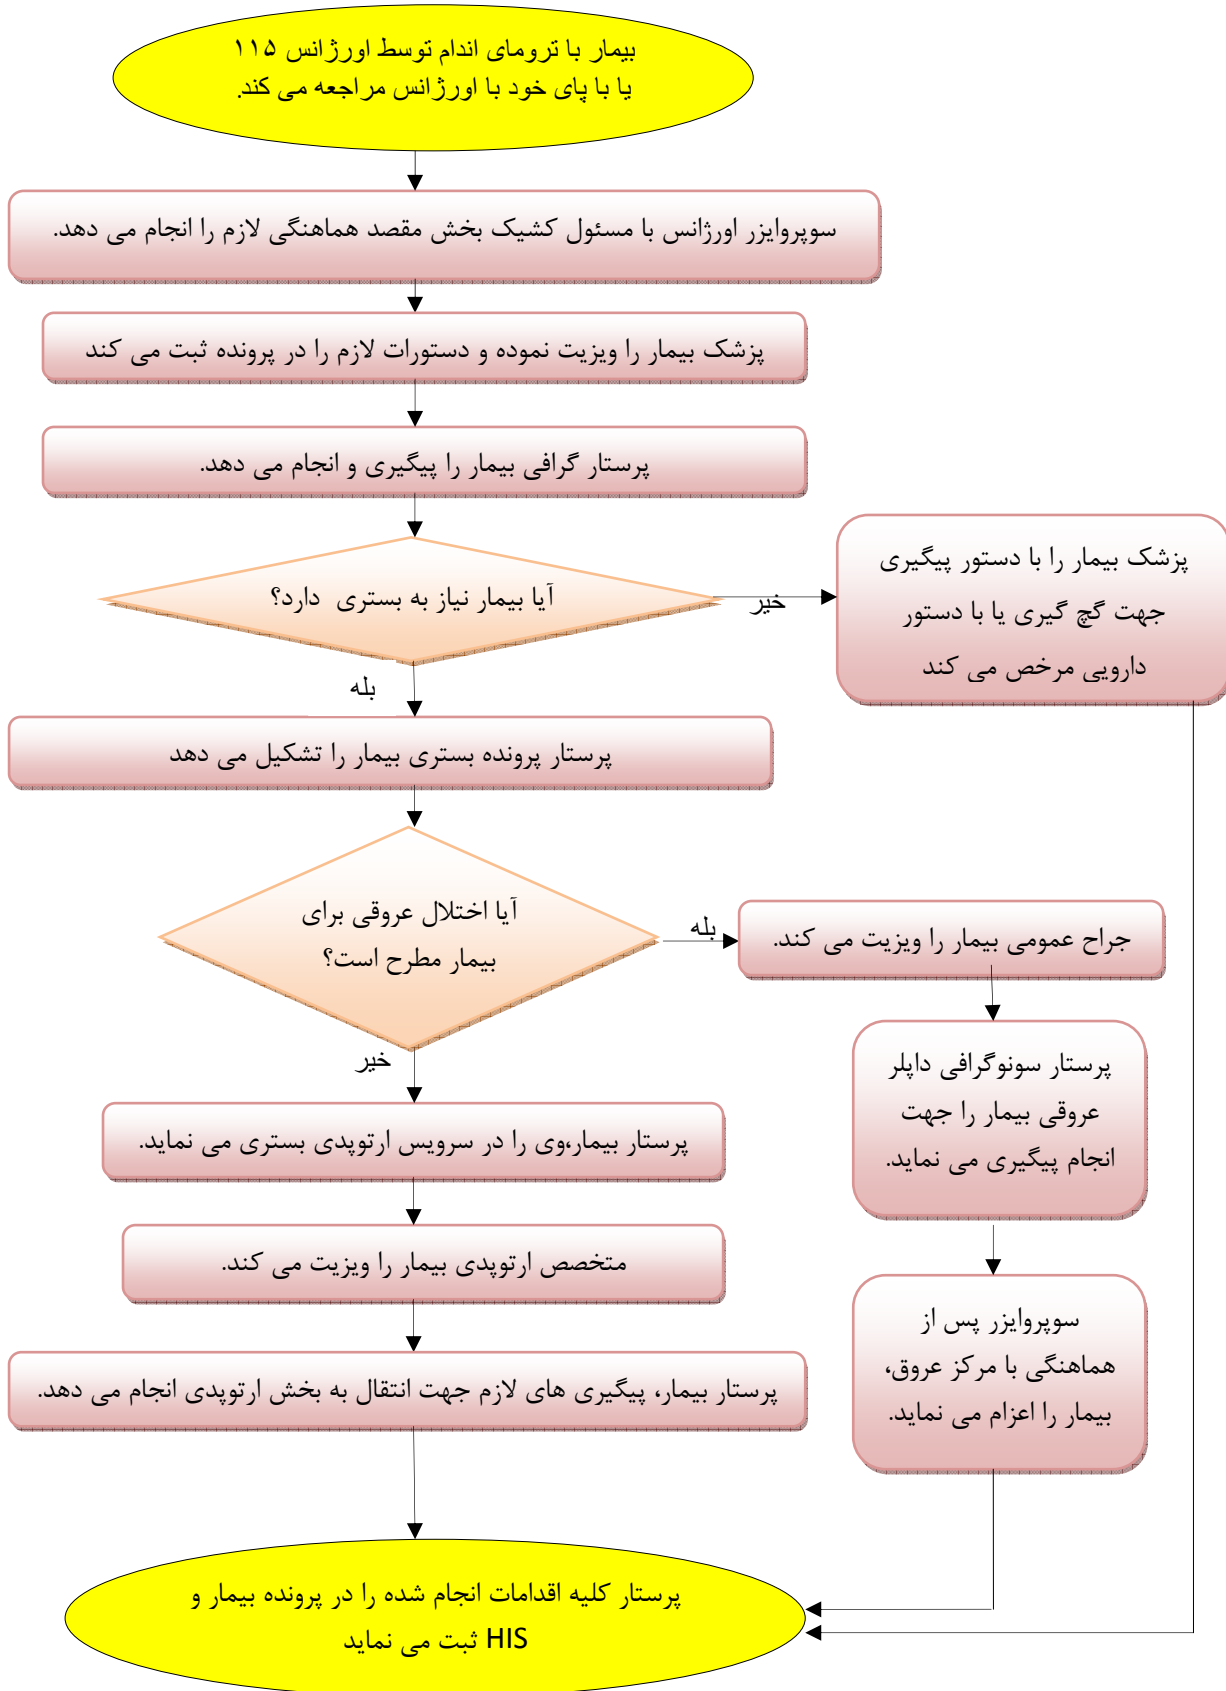 بیمار با ترومای اندام توسط اورژانس ۱۱۵
یا با پای خود با اورژانس مراجعه می کند.
سوپروایزر اورژانس با مسئول کشیک بخش مقصد هماهنگی لازم را انجام می دهد.
پزشک بیمار را ویزیت نموده و دستورات لازم را در پرونده ثبت می کند
پرستار گرافی بیمار را پیگیری و انجام می دهد.
آیا بیمار نیاز به بستری دارد؟
خیر
پزشک بیمار را با دستور پیگیری
جهت گچ گیری یا با دستور
دارویی مرخص می کند
بله
پرستار پرونده بستری بیمار را تشکیل می دهد
آیا اختلال عروقی برای
بیمار مطرح است؟
بله
جراح عمومی بیمار را ویزیت می کند.
پرستار سونوگرافی داپلر
عروقی بیمار را جهت
انجام پیگیری می نماید.
سوپروایزر پس از
هماهنگی با مرکز عروق،
بیمار را اعزام می نماید.
خیر
پرستار بیمار،وی را در سرویس ارتوپدی بستری می نماید.
متخصص ارتوپدی بیمار را ویزیت می کند.
پرستار بیمار، پیگیری های لازم جهت انتقال به بخش ارتوپدی انجام می دهد.
پرستار کلیه اقدامات انجام شده را در پرونده بیمار و
HIS ثبت می نماید